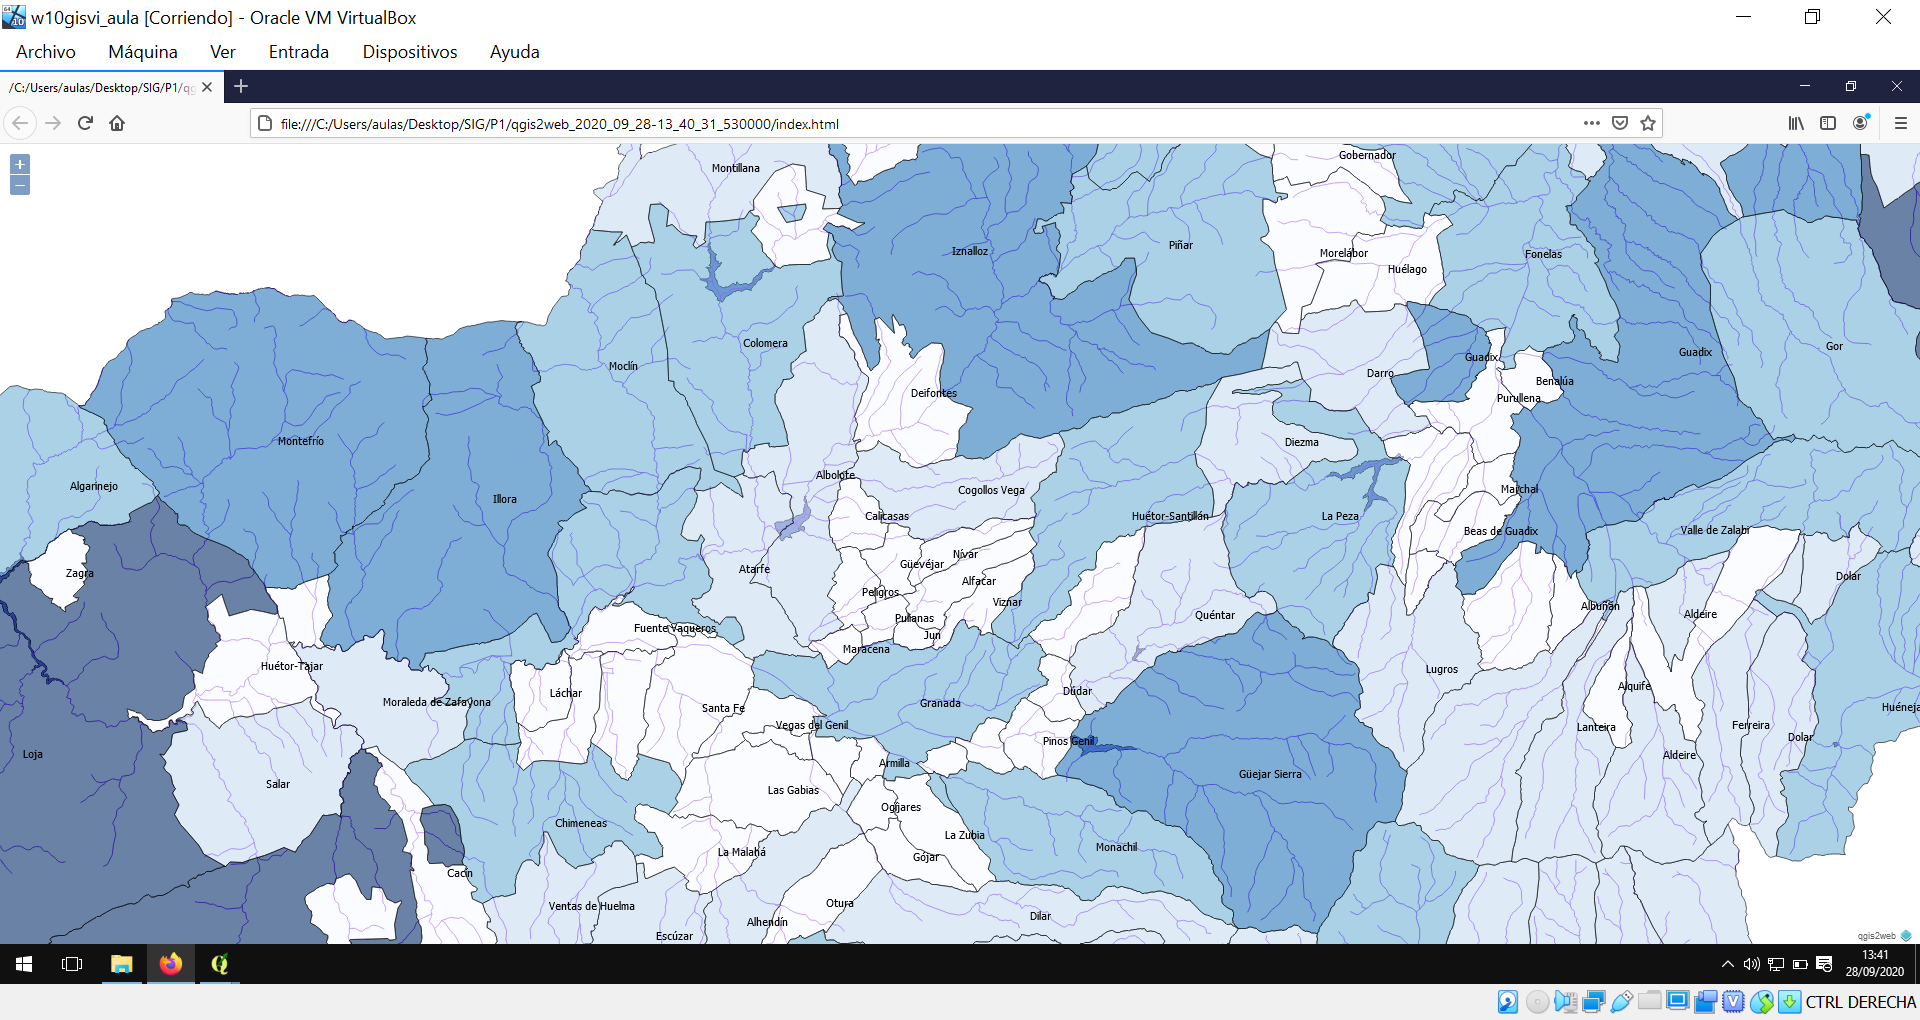 w10gisvi_aula [Corriendo] - Oracle VM VirtualBox
Archivo Máquina Ver Entrada Dispositivos Ayuda
/C:/Users/aulas/Desktop/SIG/P1/qg
file:///C:/Users/aulas/Desktop/SIG/P1/qgis2web_2020_09_28-13_40_31_530000/index.html
+
−
Gobernador
Montillana
Piñar
Iznalloz
Morelábor
Fonelas
Huélago
Colomera
Gor
Guadix
Guadix
Moclín
Darro
Benalúa
Deifontes
Purullena
Montefrío
Diezma
Albolote
Algarinejo
Cogollos Vega
Marchal
Illora
Calicasas
Huétor-Santillán
La Peza
Valle de Zalabí
Beas de Guadix
Nívar
Güevéjar
Atarfe
Zagra
Dolar
Alfacar
Peligros
Viznar
Albuñán
Aldeire
Quéntar
Pulianas
Fuente Vaqueros
Jun
Maracena
Huétor-Tájar
Lugros
Láchar
Dúdar
Alquife
Moraleda de Zafayona
Granada
Santa Fe
Huéneja
Vegas del Genil
Lanteira
Ferreira
Dolar
Pinos Genil
Loja
Aldeire
Armilla
Güejar Sierra
Salar
Las Gabias
Ogíjares
Chimeneas
La Zubia
Monachil
La Malahá
Gójar
Cacín
Otura
Ventas de Huelma
Dilar
Alhendín
Escúzar
qgis2web
13:41
28/09/2020
CTRL DERECHA